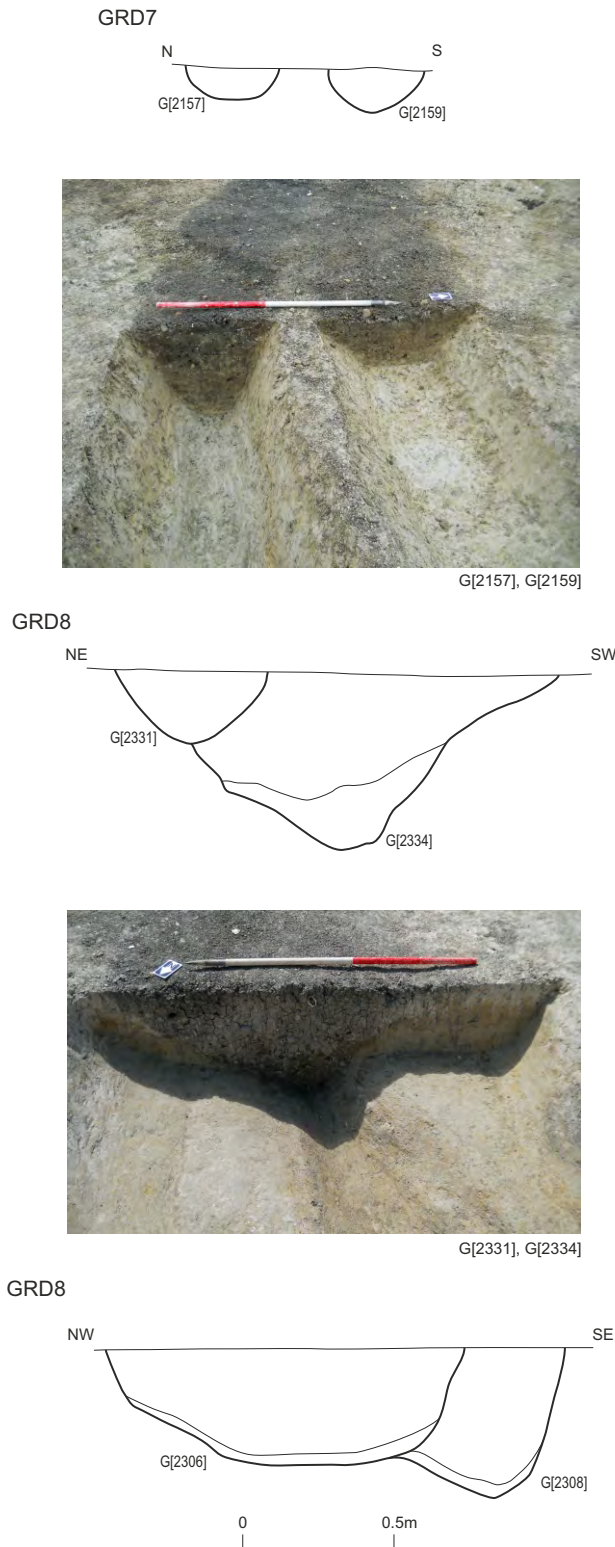 GRD7
N S
G[2157] G[2159]
G[2157], G[2159]
GRD8
NE SW
G[2331]
G[2334]
G[2331], G[2334]
GRD8
NW SE
G[2306] G[2308]
0 0.5m